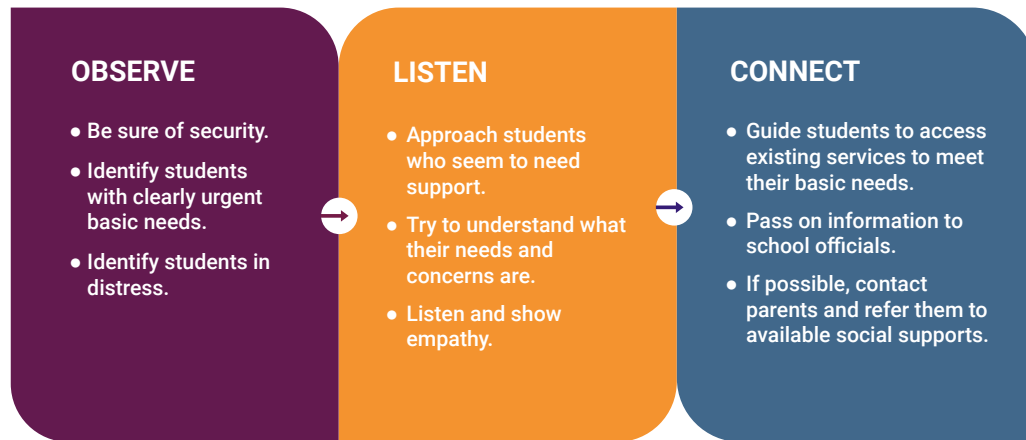 OBSERVE
● Be sure of security.
● Identify students
with clearly urgent
basic needs.
● Identify students in
distress.
LISTEN
● Approach students
who seem to need
support.
● Try to understand what
their needs and
concerns are.
● Listen and show
empathy.
CONNECT
● Guide students to access
existing services to meet
their basic needs.
● Pass on information to
school officials.
● If possible, contact
parents and refer them to
available social supports.